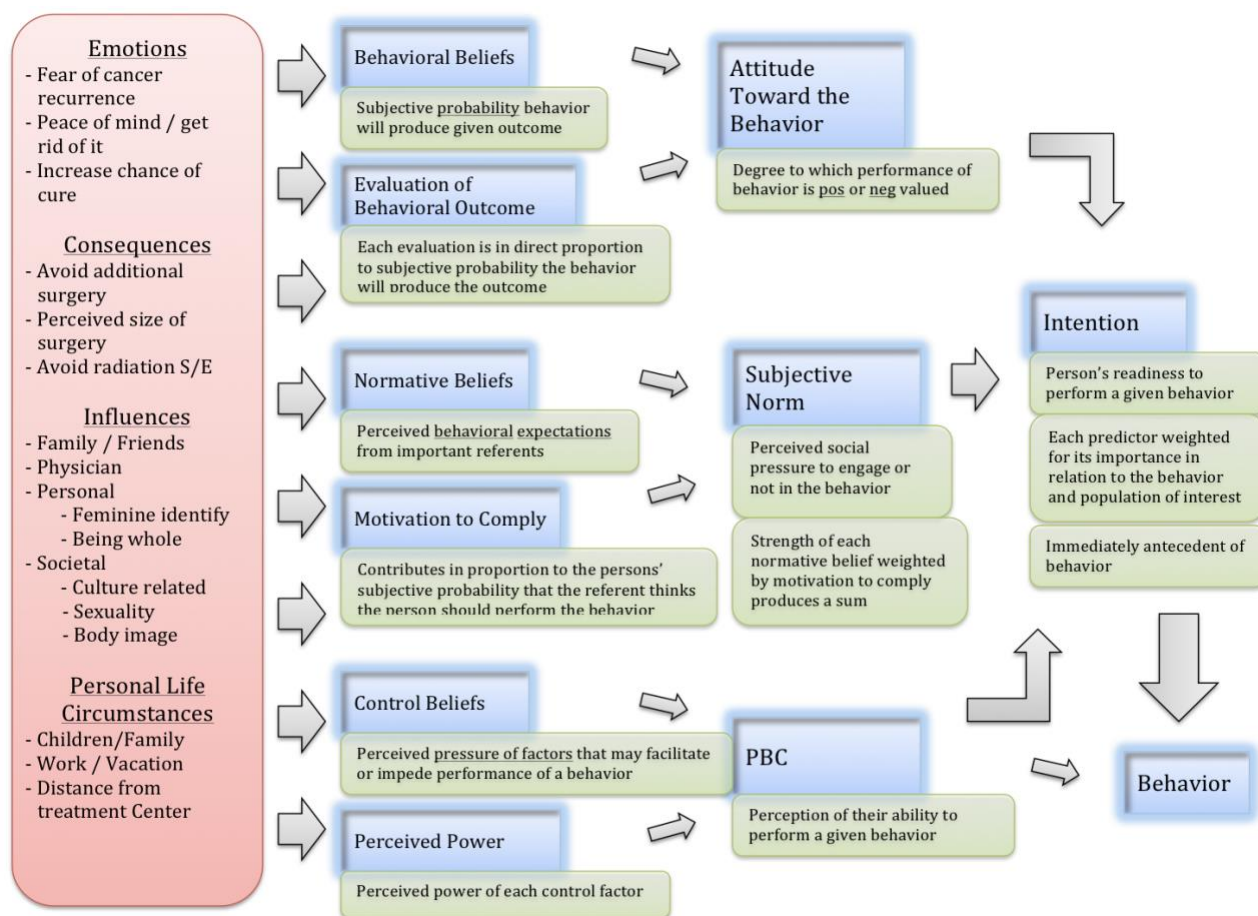 Emotions
- Fear of cancer
recurrence
- Peace of mind / get
rid of it
- Increase chance of
cure
Consequences
- Avoid additional
surgery
- Perceived size of
surgery
- Avoid radiation S/E
Influences
- Family / Friends
- Physician
- Personal
- Feminine identify
- Being whole
- Societal
- Culture related
- Sexuality
- Body image
Personal Life
Circumstances
- Children/Family
- Work / Vacation
- Distance from
treatment Center
Behavioral Beliefs
Subjective probability behavior
will produce given outcome
Evaluation of
Behavioral Outcome
Each evaluation is in direct proportion
to subjective probability the behavior
will produce the outcome
Normative Beliefs
Perceived behavioral expectations
from important referents
Motivation to Comply
Contributes in proportion to the persons'
subjective probability that the referent thinks
the person should perform the behavior
Control Beliefs
Perceived pressure of factors that may facilitate
or impede performance of a behavior
Perceived Power
Perceived power of each control factor
Attitude
Toward the
Behavior
Degree to which performance of
behavior is pos or neg valued
Subjective
Norm
Perceived social
pressure to engage or
not in the behavior
Strength of each
normative belief weighted
by motivation to comply
produces a sum
PBC
Perception of their ability to
perform a given behavior
Intention
Person's readiness to
perform a given behavior
Each predictor weighted
for its importance in
relation to the behavior
and population of interest
Immediately antecedent of
behavior
Behavior